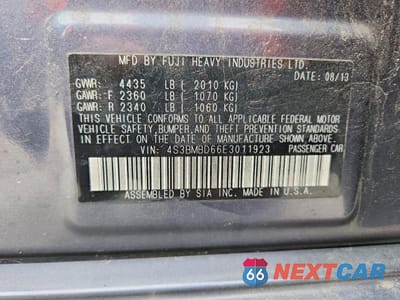 MFD BY FUJI HEAVY INDUSTRIES LTD.
DATE: 08/13
GVWR: 4435 LB [ 2010 KG]
GAWR: F 2360 LB [ 1070 KG]
GAWR: R 2340 LB [ 1060 KG]
THIS VEHICLE CONFORMS TO ALL APPLICABLE FEDERAL MOTOR
VEHICLE SAFETY, BUMPER, AND THEFT PREVENTION STANDARDS
IN EFFECT ON THE DATE OF MANUFACTURE SHOWN ABOVE.
VIN: 4S3BMBD66E3011923 PASSENGER CAR
ASSEMBLED BY SIA INC. MADE IN U.S.A.
66 NEXTCAR